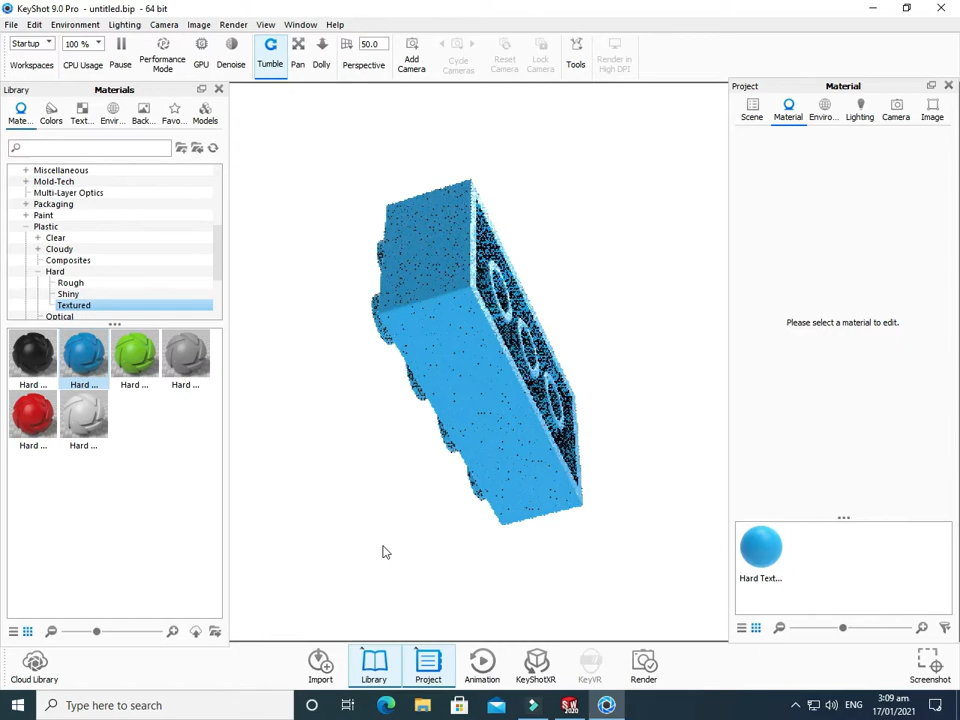 KeyShot 9.0 Pro - untitled.bip - 64 bit
File Edit Environment Lighting Camera Image Render View Window Help
Startup 100 % 50.0
Workspaces CPU Usage Pause Performance Mode GPU Denoise Tumble Pan Dolly Perspective Add Camera Cycle Cameras Reset Camera Lock Camera Tools Render in High DPI
Library Materials
Mate... Colors Text... Envir... Back... Favo... Models
Miscellaneous
Mold-Tech
Multi-Layer Optics
Packaging
Paint
Plastic
Clear
Cloudy
Composites
Hard
Rough
Shiny
Textured
Optical
Hard ... Hard ... Hard ... Hard ...
Hard ... Hard ...
Project Material
Scene Material Enviro... Lighting Camera Image
Please select a material to edit.
Hard Text...
Cloud Library Import Library Project Animation KeyShotXR KeyVR Render Screenshot
Type here to search
SW
2020
3:09 am
17/01/2021